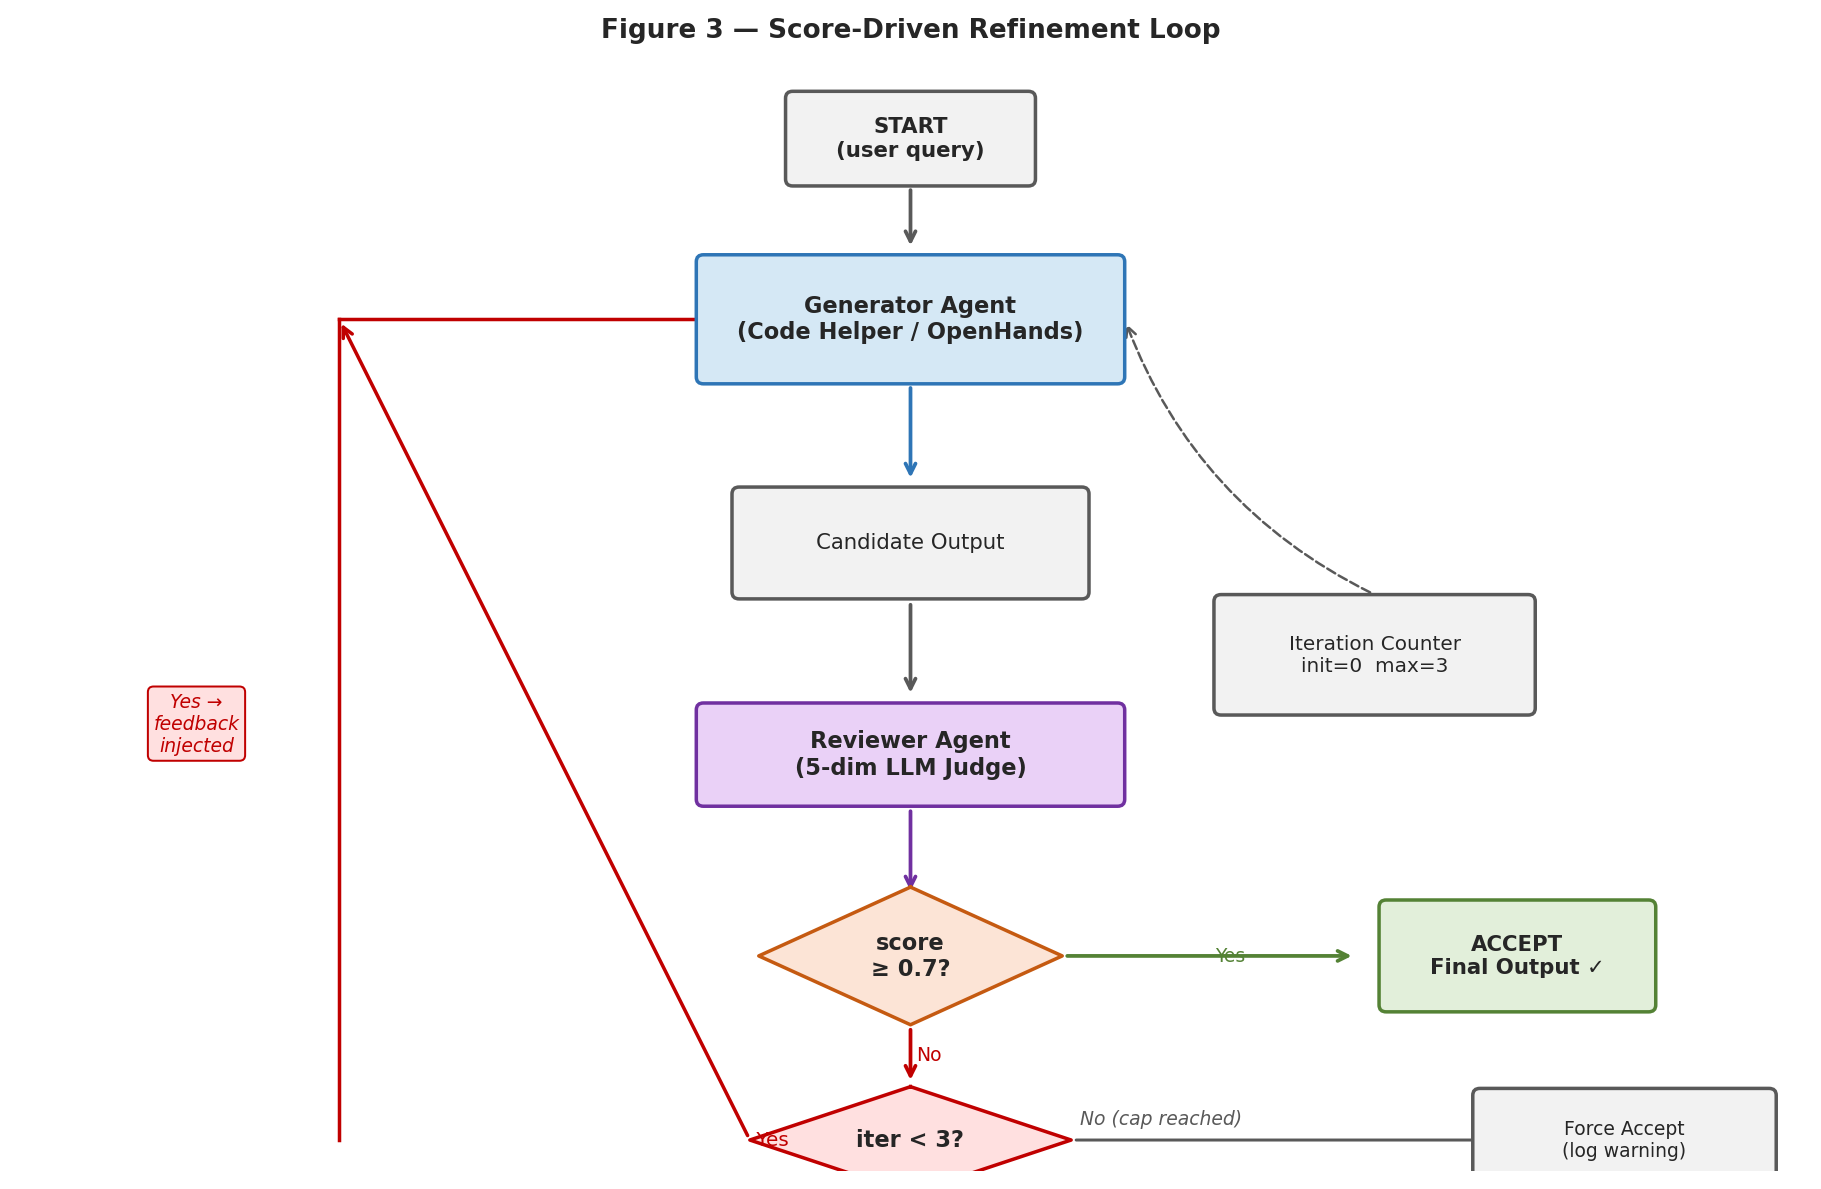 Figure 3 — Score-Driven Refinement Loop
START
(user query)
Generator Agent
(Code Helper / OpenHands)
Candidate Output
Iteration Counter
init=0  max=3
Yes →
feedback
injected
Reviewer Agent
(5-dim LLM Judge)
score
≥ 0.7?
Yes
ACCEPT
Final Output ✓
No
Yes
iter < 3?
No (cap reached)
Force Accept
(log warning)